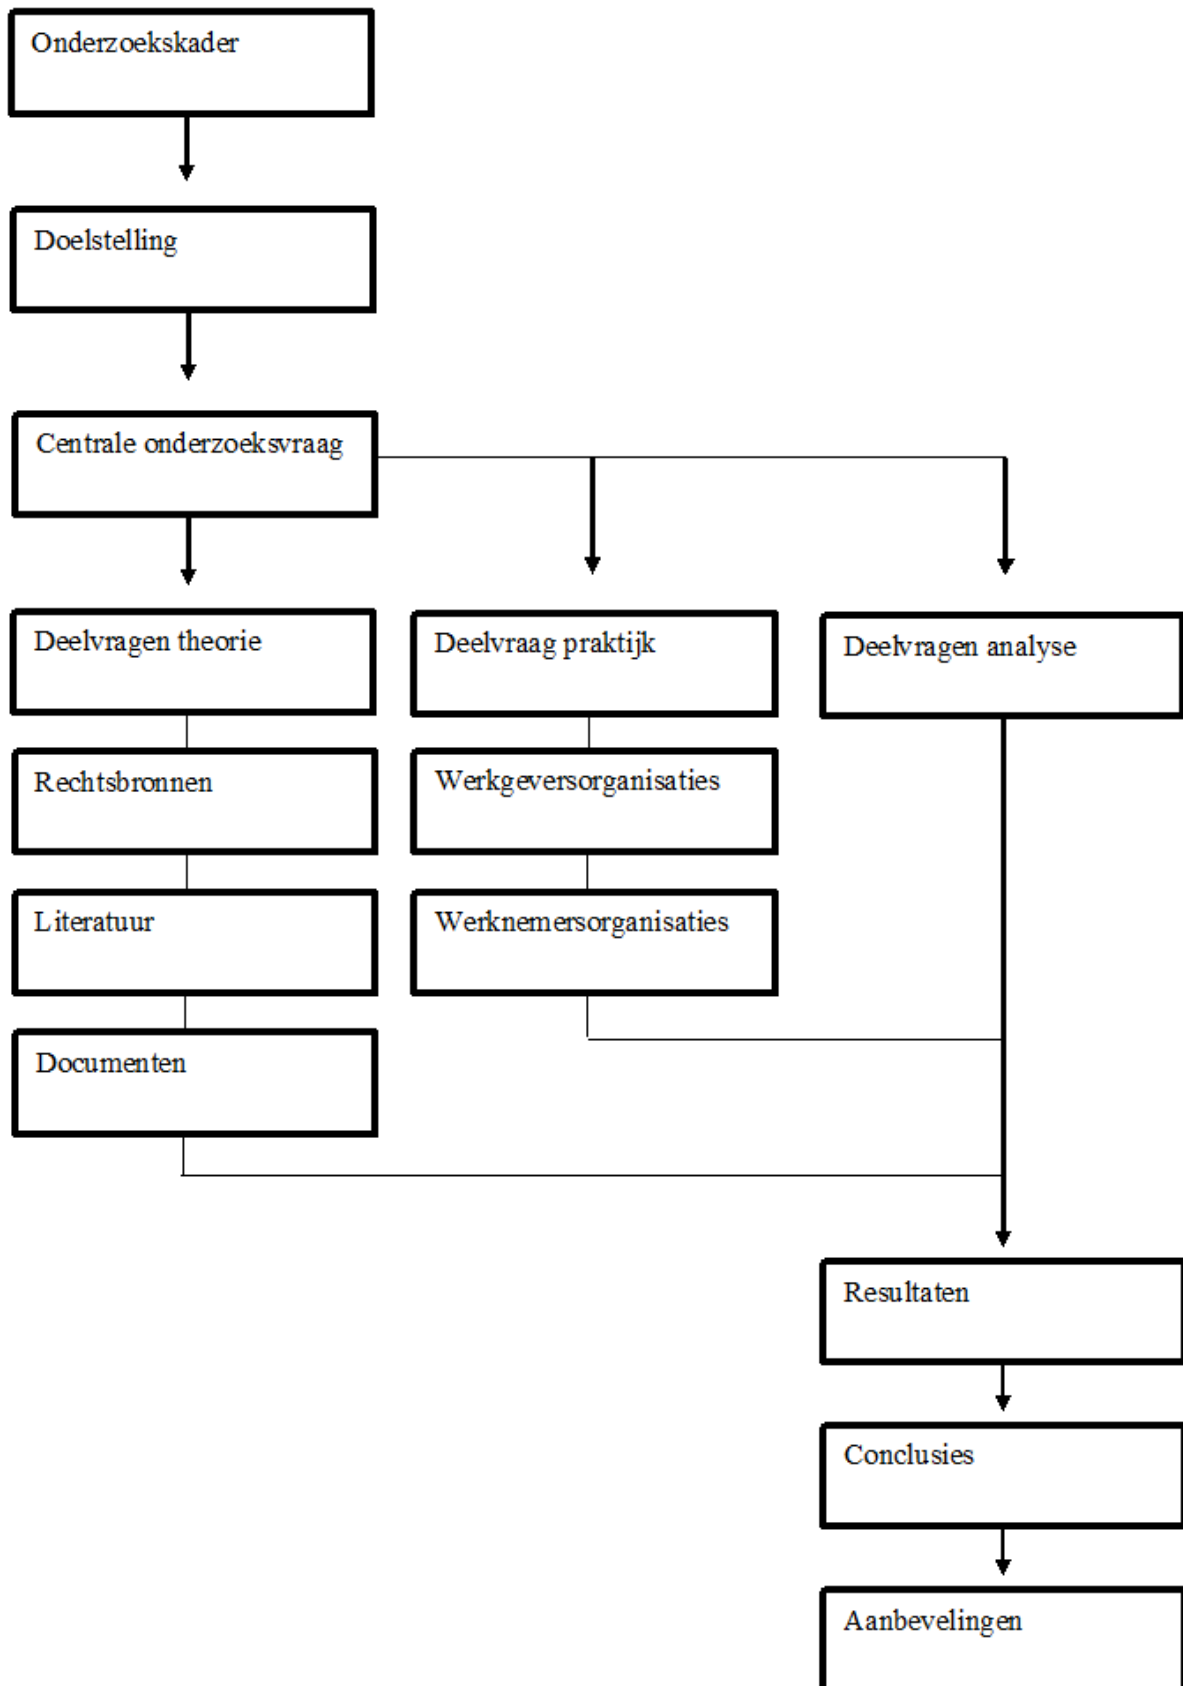 Onderzoekskader
Doelstelling
Centrale onderzoeksvraag
Deelvragen theorie
Deelvraag praktijk
Deelvragen analyse
Rechtsbronnen
Werkgeversorganisaties
Literatuur
Werknemersorganisaties
Documenten
Resultaten
Conclusies
Aanbevelingen